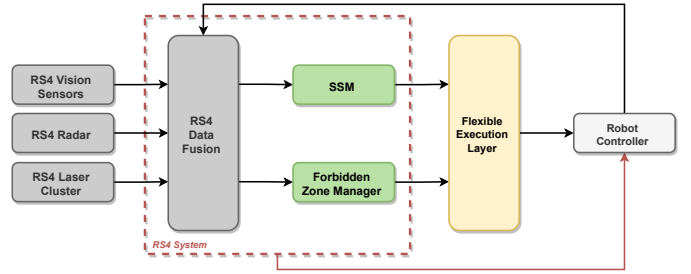 RS4 Vision
Sensors
RS4 Radar
RS4 Laser
Cluster
RS4
Data
Fusion
SSM
Forbidden
Zone Manager
RS4 System
Flexible
Execution
Layer
Robot
Controller